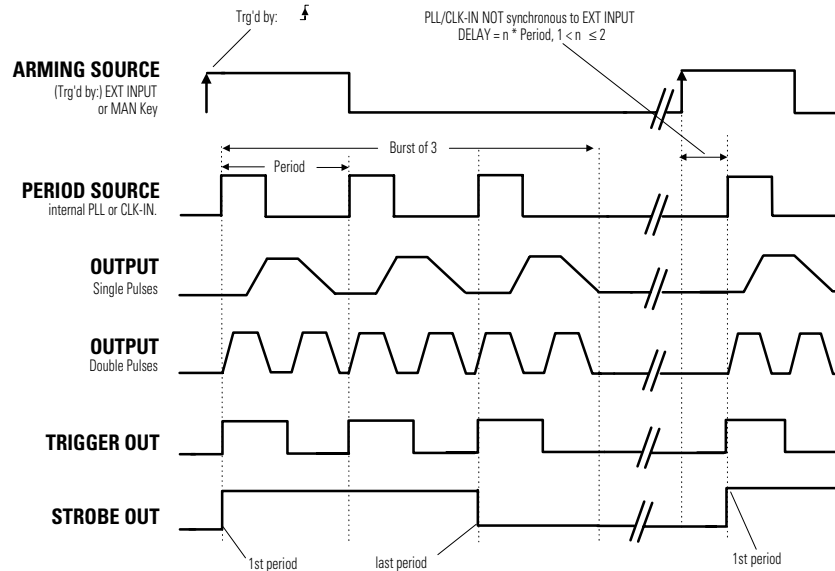 Trg'd by:
PLL/CLK-IN NOT synchronous to EXT INPUT
DELAY = n * Period, 1 < n ≤ 2
ARMING SOURCE
(Trg'd by:) EXT INPUT
or MAN Key
Burst of 3
Period
PERIOD SOURCE
internal PLL or CLK-IN.
OUTPUT
Single Pulses
OUTPUT
Double Pulses
TRIGGER OUT
STROBE OUT
1st period
last period
1st period